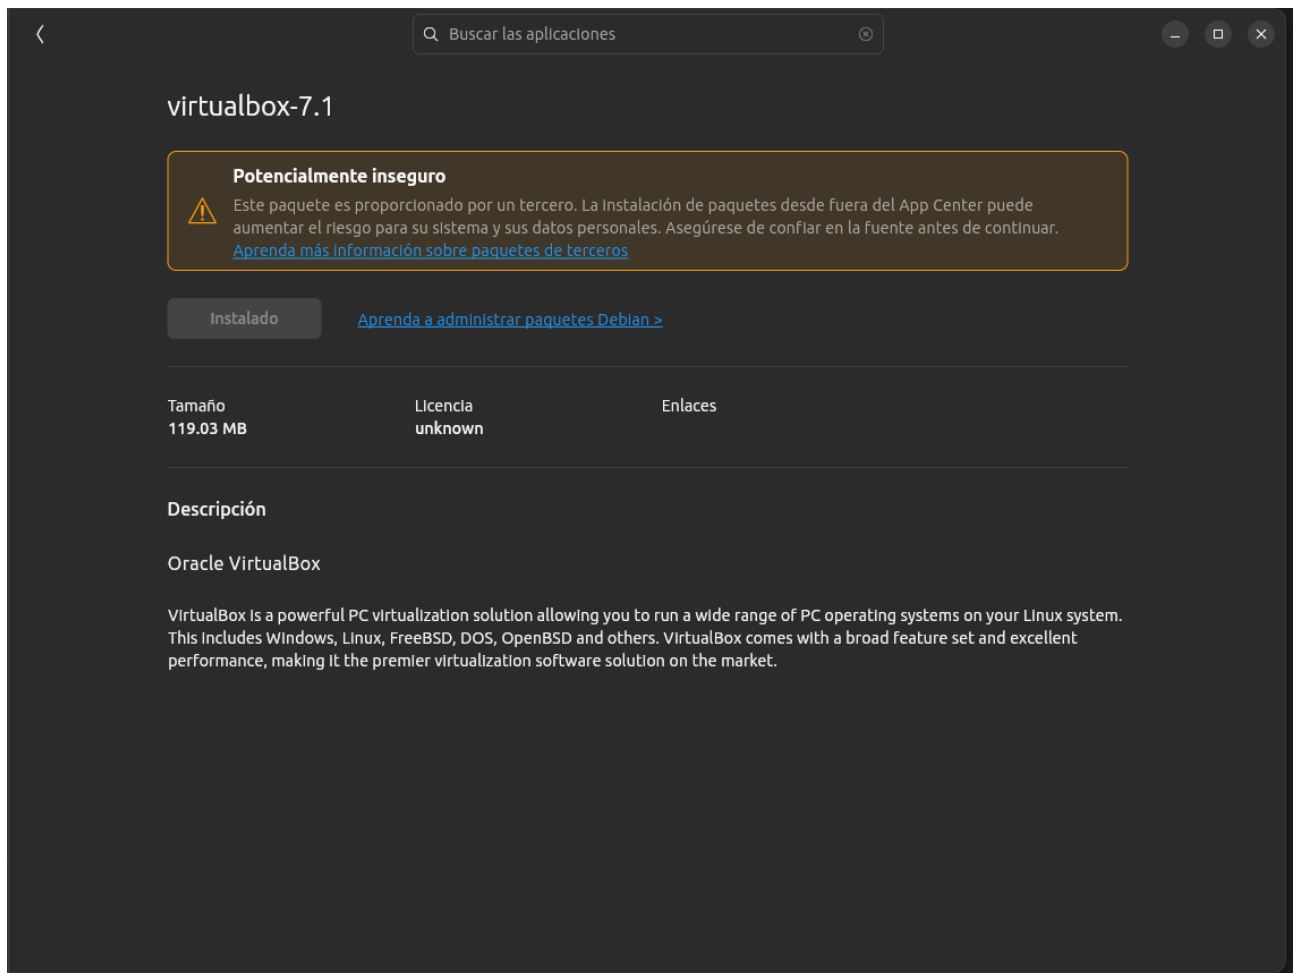 Buscar las aplicaciones
virtualbox-7.1
Potencialmente inseguro
Este paquete es proporcionado por un tercero. La instalación de paquetes desde fuera del App Center puede
aumentar el riesgo para su sistema y sus datos personales. Asegúrese de confiar en la fuente antes de continuar.
Aprenda más información sobre paquetes de terceros
Instalado
Aprenda a administrar paquetes Debian >
Tamaño
119.03 MB
Licencia
unknown
Enlaces
Descripción
Oracle VirtualBox
VirtualBox is a powerful PC virtualization solution allowing you to run a wide range of PC operating systems on your Linux system.
This includes Windows, Linux, FreeBSD, DOS, OpenBSD and others. VirtualBox comes with a broad feature set and excellent
performance, making it the premier virtualization software solution on the market.